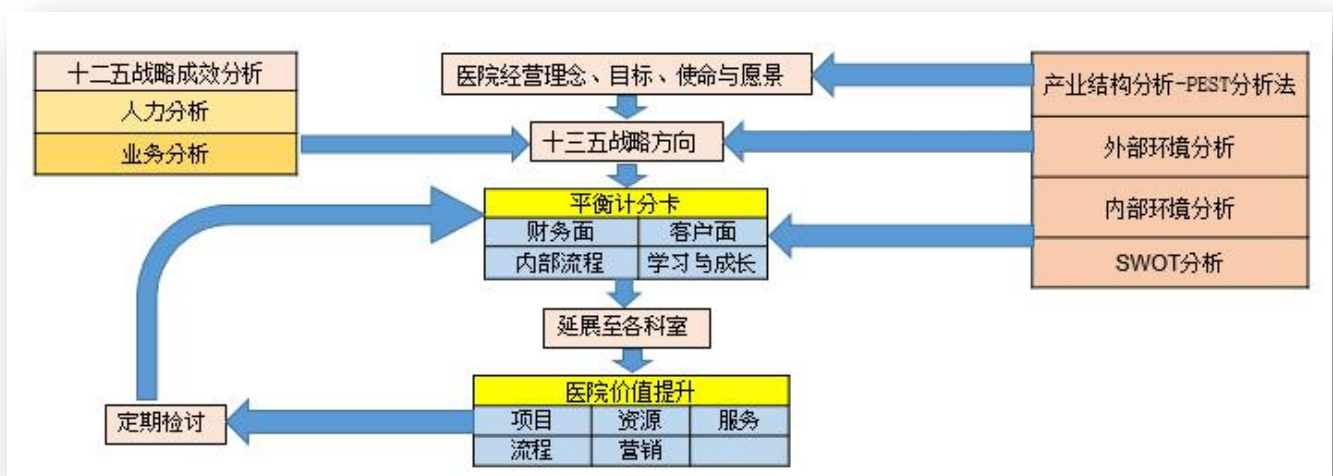 十二五战略成效分析
人力分析
业务分析
医院经营理念、目标、使命与愿景
十三五战略方向
平衡计分卡
财务面 客户面
内部流程 学习与成长
延展至各科室
医院价值提升
项目 资源 服务
流程 营销
定期检讨
产业结构分析-PEST分析法
外部环境分析
内部环境分析
SWOT分析